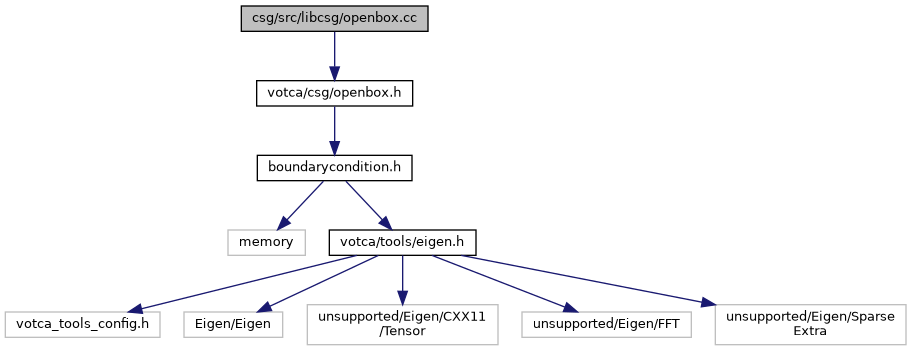 csg/src/libcsg/openbox.cc
votca/csg/openbox.h
boundarycondition.h
memory
votca/tools/eigen.h
votca_tools_config.h
Eigen/Eigen
unsupported/Eigen/CXX11
/Tensor
unsupported/Eigen/FFT
unsupported/Eigen/Sparse
Extra